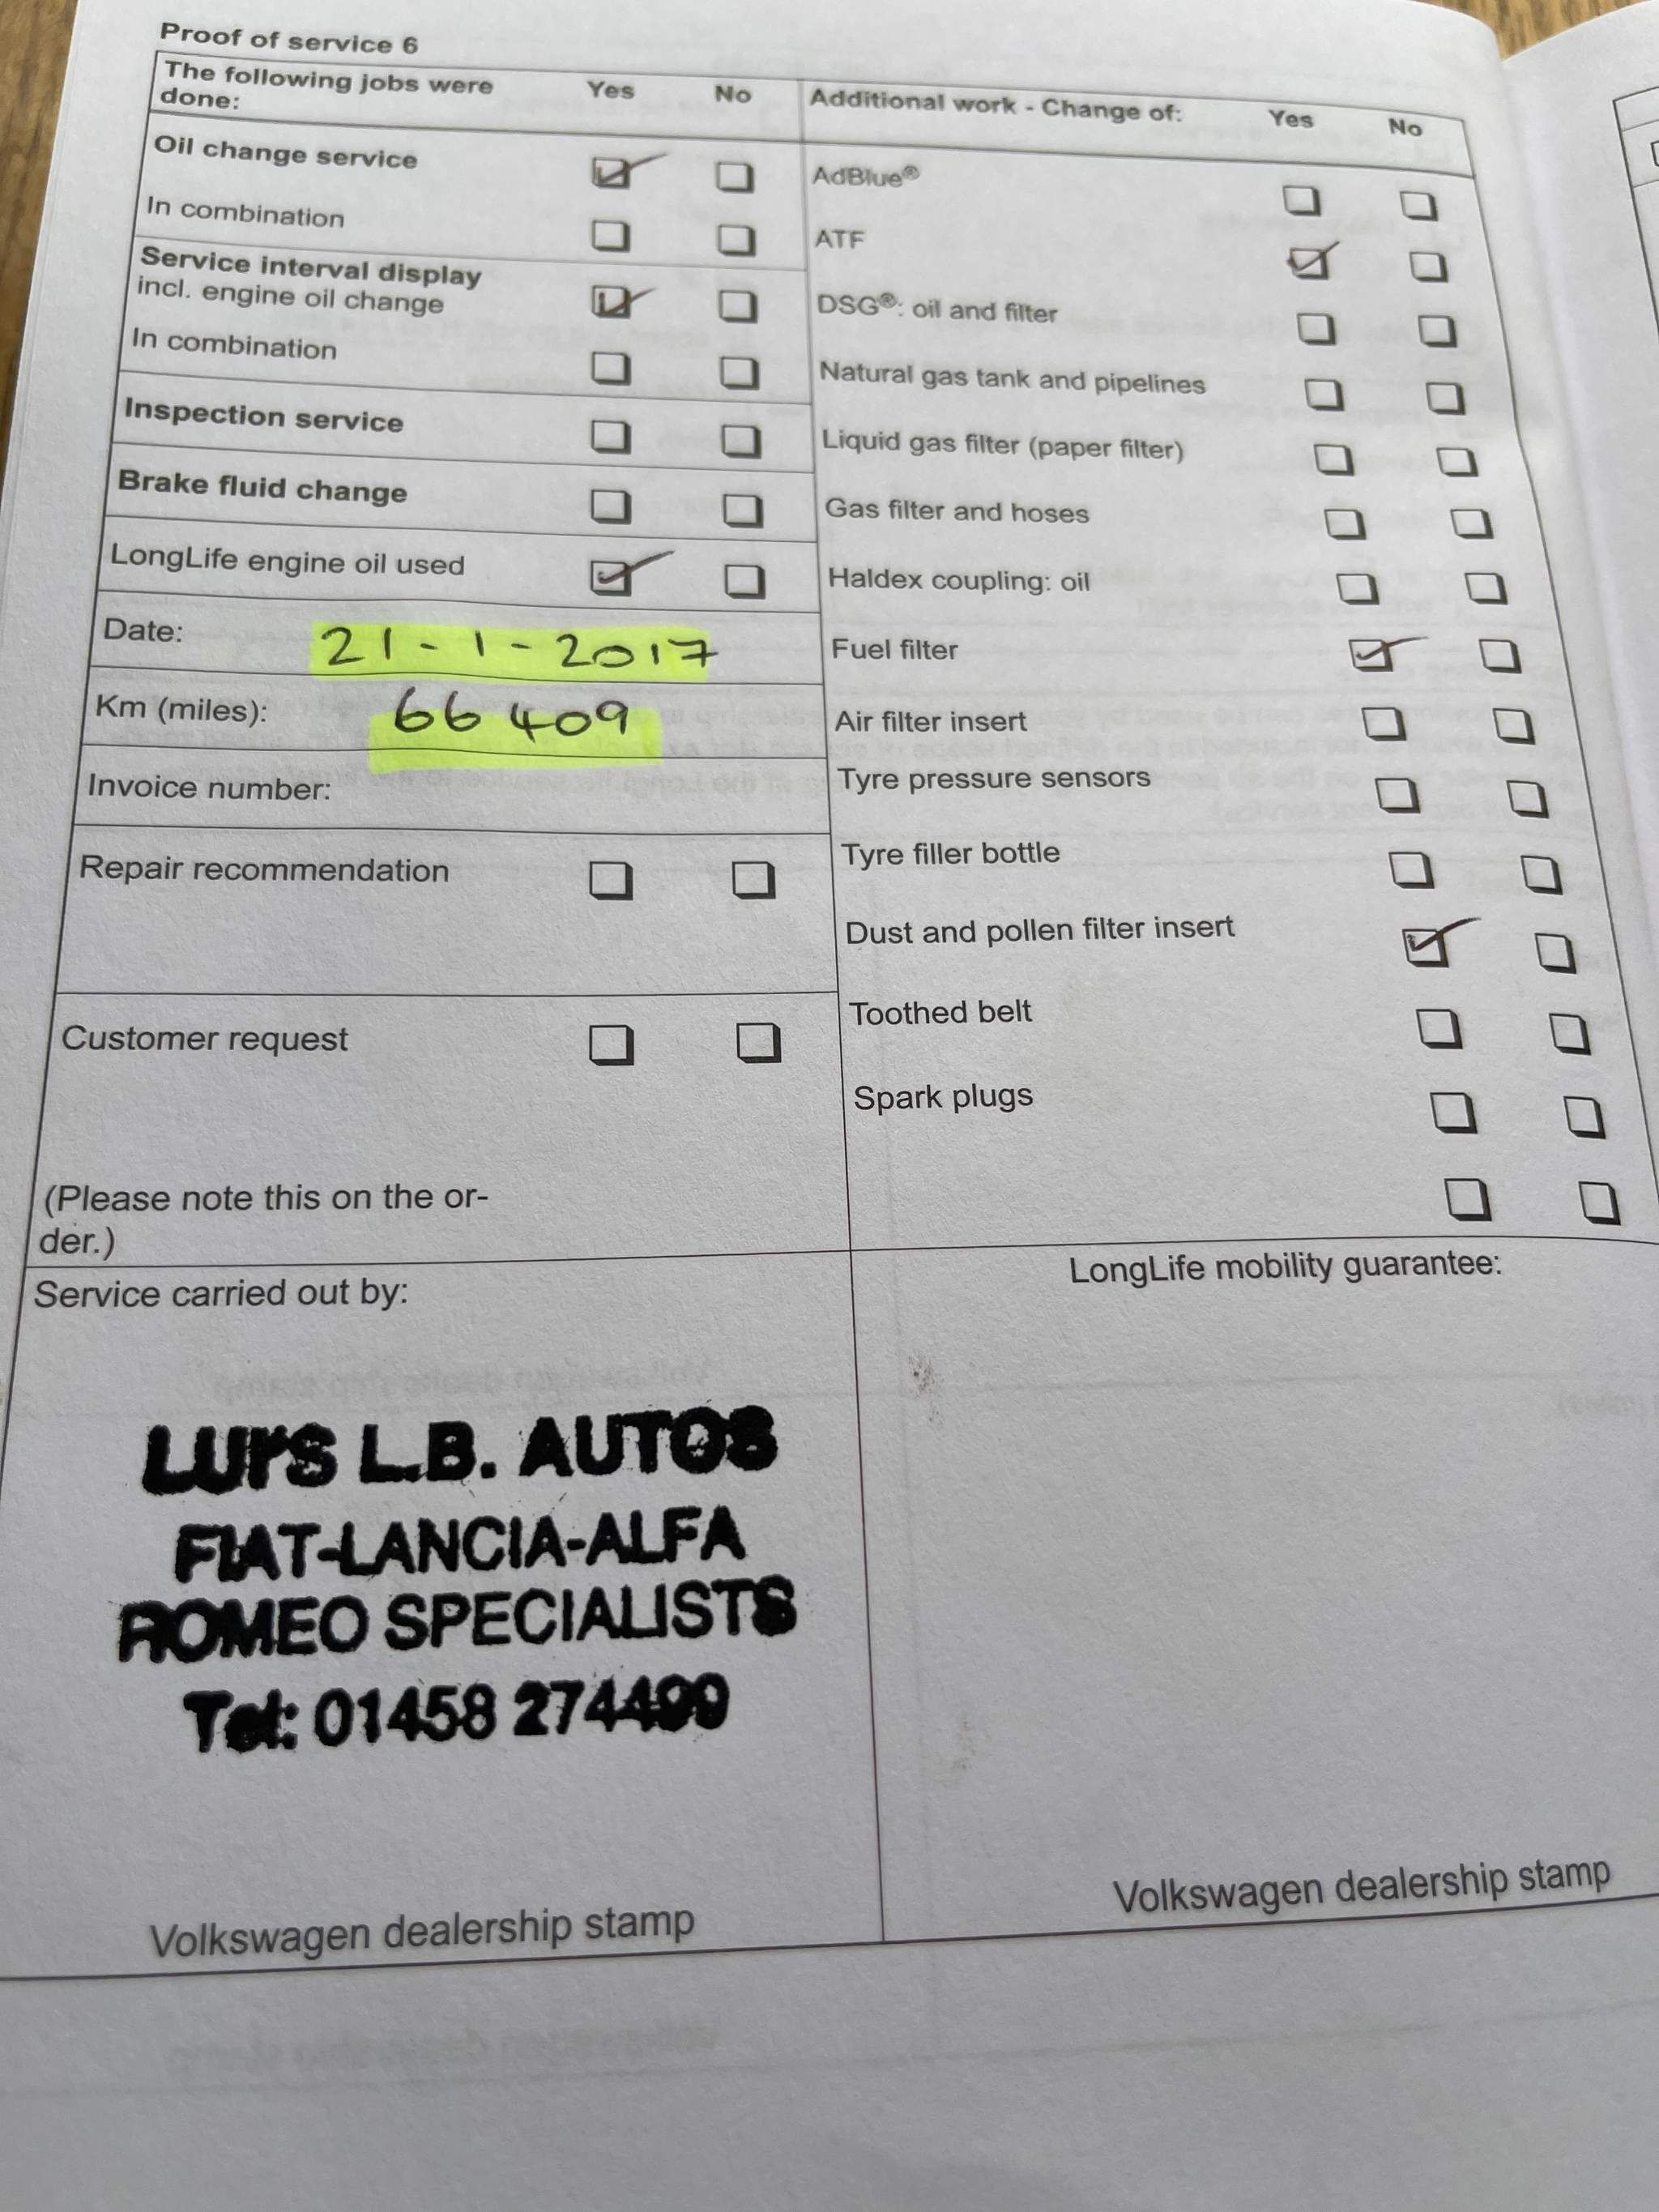 Proof of service 6
The following jobs were done:
Yes No
Oil change service
In combination
Service interval display
incl. engine oil change
In combination
Inspection service
Brake fluid change
LongLife engine oil used
Date: 21-1-2017
Km (miles): 66409
Invoice number:
Repair recommendation
Customer request
(Please note this on the or-
der.)
Additional work - Change of: Yes No
AdBlue®
ATF
DSG®: oil and filter
Natural gas tank and pipelines
Liquid gas filter (paper filter)
Gas filter and hoses
Haldex coupling: oil
Fuel filter
Air filter insert
Tyre pressure sensors
Tyre filler bottle
Dust and pollen filter insert
Toothed belt
Spark plugs
Service carried out by:
LUI'S L.B. AUTOS
FIAT-LANCIA-ALFA
ROMEO SPECIALISTS
Tel: 01458 274499
Volkswagen dealership stamp
LongLife mobility guarantee:
Volkswagen dealership stamp